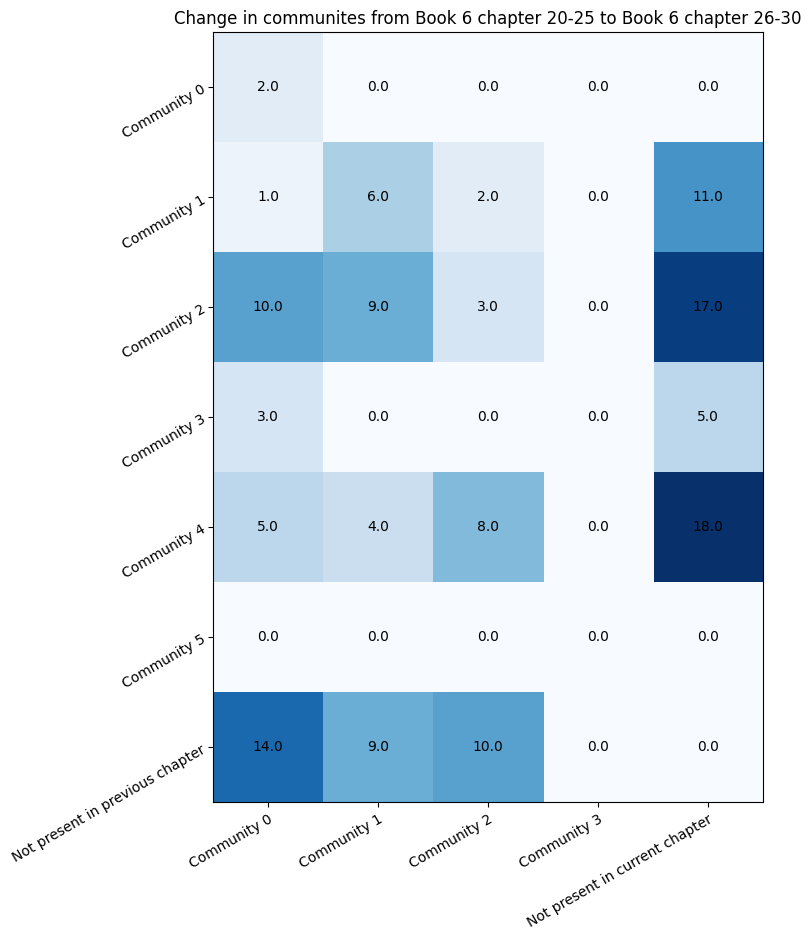 Change in communites from Book 6 chapter 20-25 to Book 6 chapter 26-30
Community 0 2.0 0.0 0.0 0.0 0.0
Community 1 1.0 6.0 2.0 0.0 11.0
Community 2 10.0 9.0 3.0 0.0 17.0
Community 3 3.0 0.0 0.0 0.0 5.0
Community 4 5.0 4.0 8.0 0.0 18.0
Community 5 0.0 0.0 0.0 0.0 0.0
Not present in previous chapter 14.0 9.0 10.0 0.0 0.0
Community 0 Community 1 Community 2 Community 3 Not present in current chapter